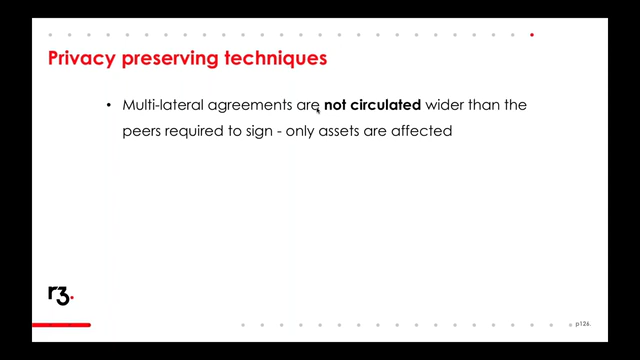 Privacy preserving techniques
• Multi-lateral agreements are not circulated wider than the
peers required to sign - only assets are affected
r3.
p126.